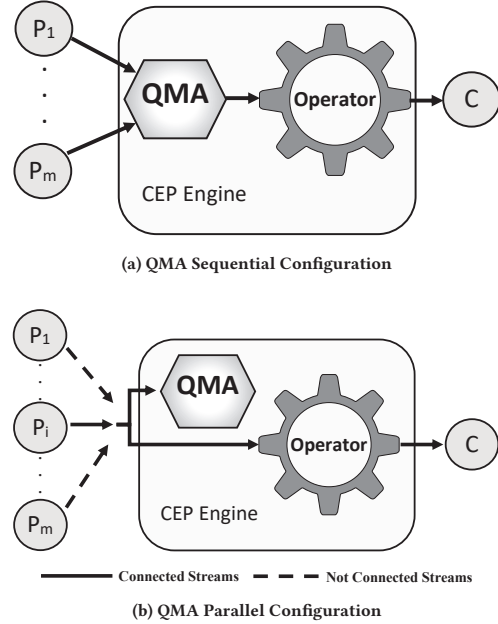 P1
QMA
Operator
C
Pm
CEP Engine
(a) QMA Sequential Configuration
P1
QMA
Pi
Operator
C
Pm
CEP Engine
Connected Streams
Not Connected Streams
(b) QMA Parallel Configuration